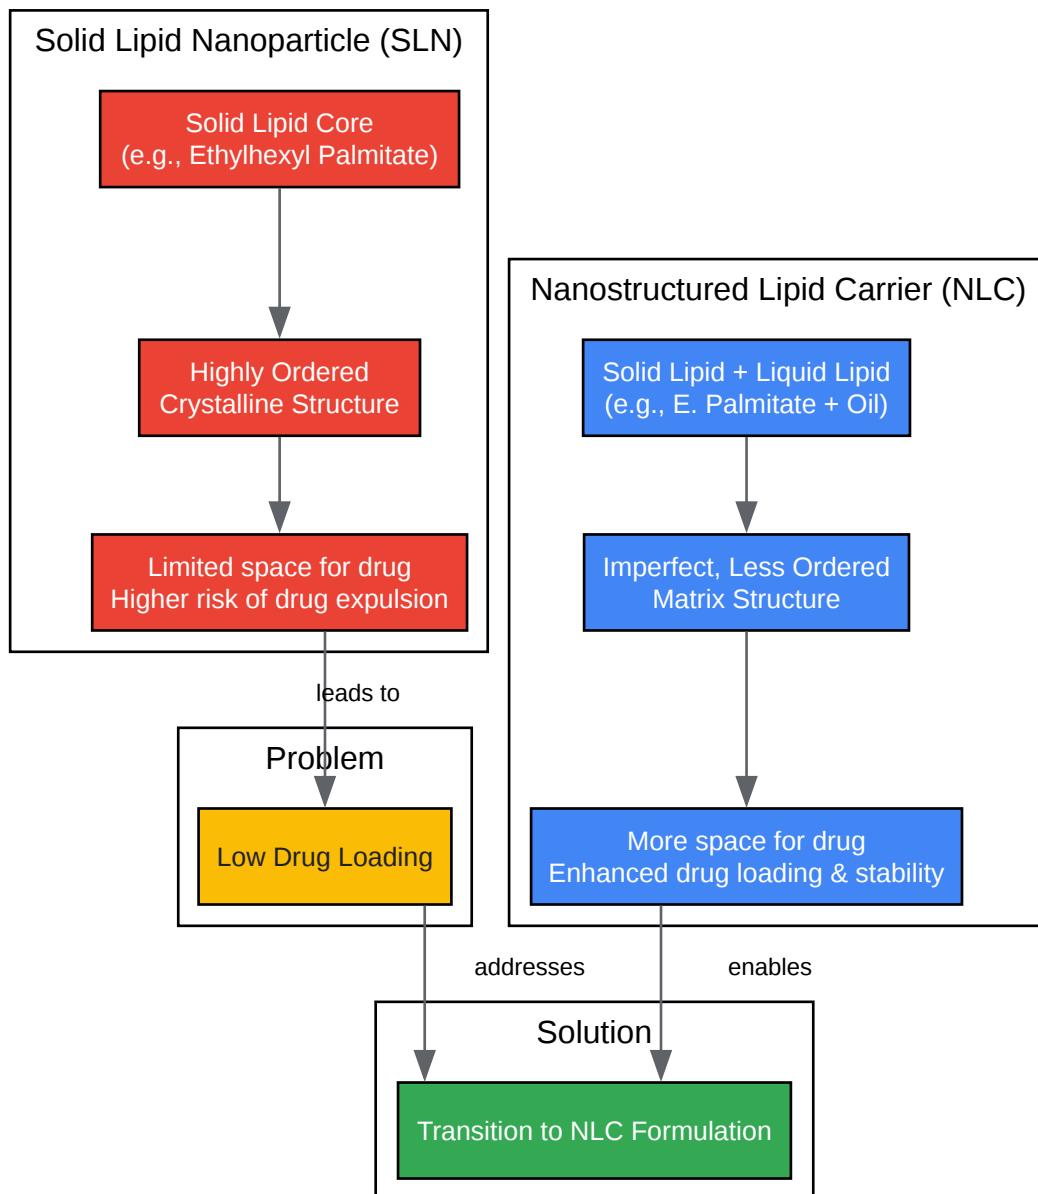 Solid Lipid Nanoparticle (SLN)
Solid Lipid Core
(e.g., Ethylhexyl Palmitate)
Highly Ordered
Crystalline Structure
Limited space for drug
Higher risk of drug expulsion
leads to
Problem
Low Drug Loading
Nanostructured Lipid Carrier (NLC)
Solid Lipid + Liquid Lipid
(e.g., E. Palmitate + Oil)
Imperfect, Less Ordered
Matrix Structure
More space for drug
Enhanced drug loading & stability
addresses
enables
Solution
Transition to NLC Formulation